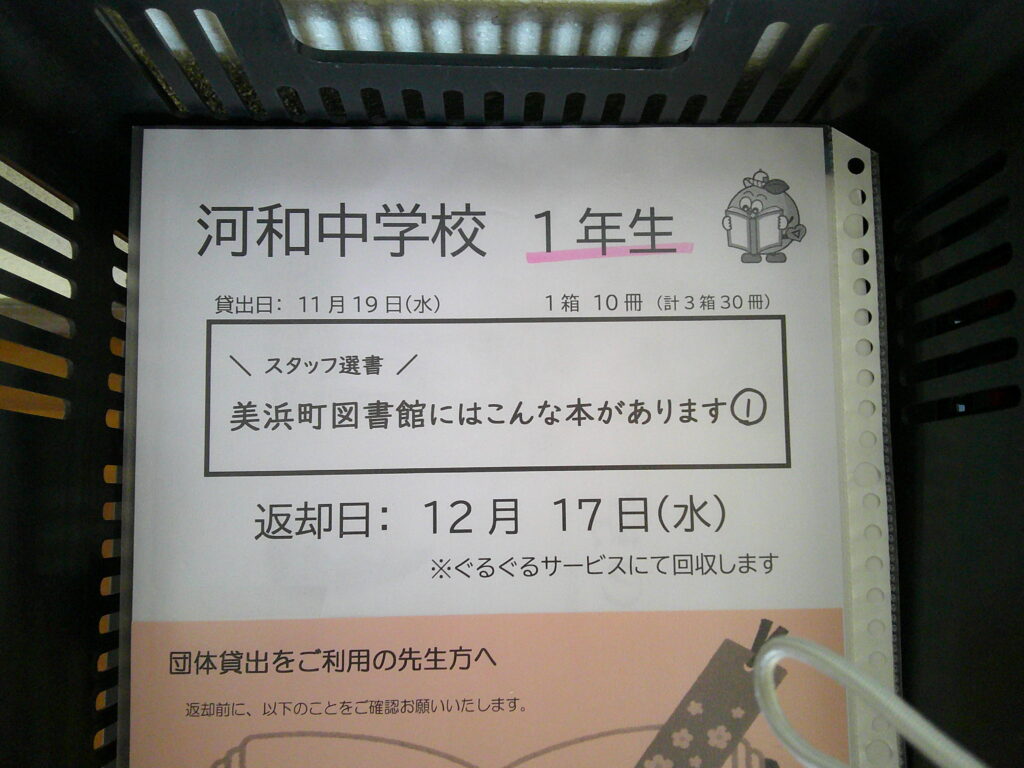 河和中学校 1年生
貸出日： 11月19日(水) 1箱 10冊 (計3箱30冊)
＼ スタッフ選書 ／
美浜町図書館にはこんな本があります①
返却日： 12月 17日(水)
※ぐるぐるサービスにて回収します
団体貸出をご利用の先生方へ
返却前に、以下のことをご確認お願いいたします。